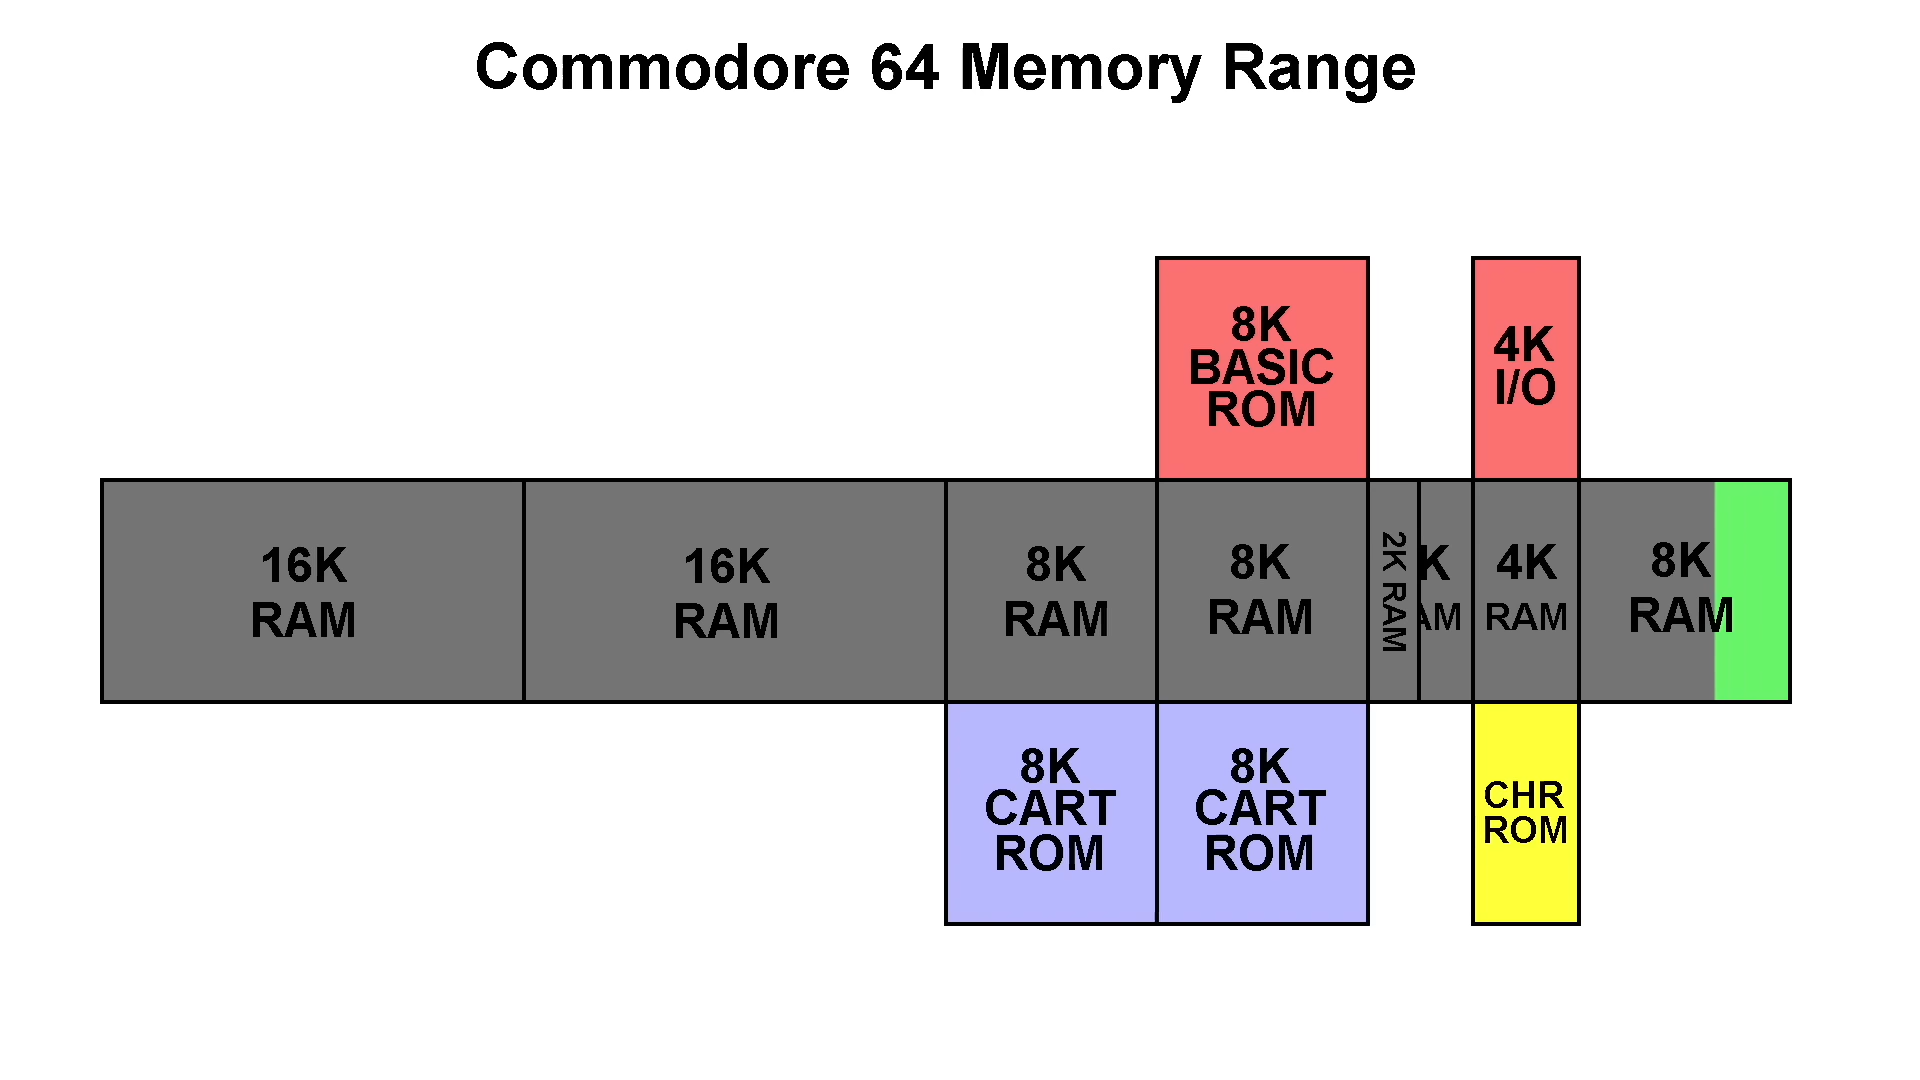 Commodore 64 Memory Range
8K
BASIC
ROM
4K
I/O
16K
RAM
16K
RAM
8K
RAM
8K
RAM
2K RAM
K
AM
4K
RAM
8K
RAM
8K
CART
ROM
8K
CART
ROM
CHR
ROM